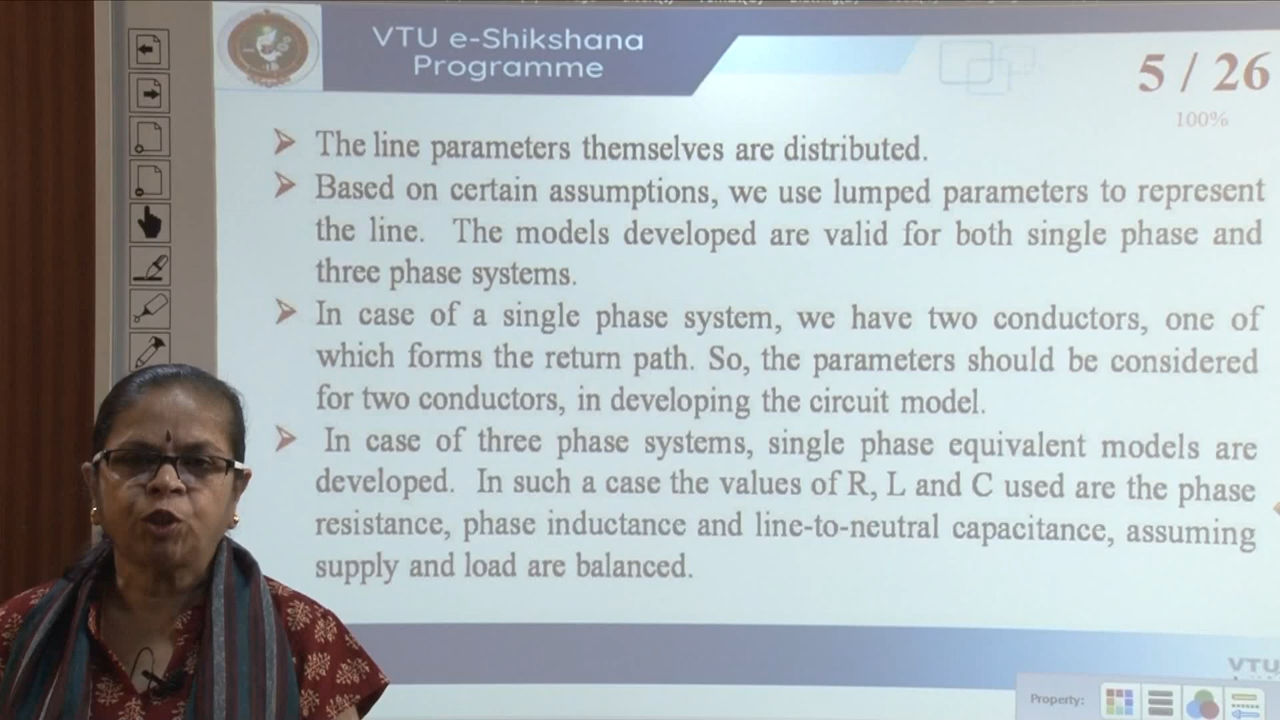 VTU e-Shikshana
Programme
5 / 26
100%
The line parameters themselves are distributed.
Based on certain assumptions, we use lumped parameters to represent
the line. The models developed are valid for both single phase and
three phase systems.
In case of a single phase system, we have two conductors, one of
which forms the return path. So, the parameters should be considered
for two conductors, in developing the circuit model.
In case of three phase systems, single phase equivalent models are
developed. In such a case the values of R, L and C used are the phase
resistance, phase inductance and line-to-neutral capacitance, assuming
supply and load are balanced.
VTU
Property: